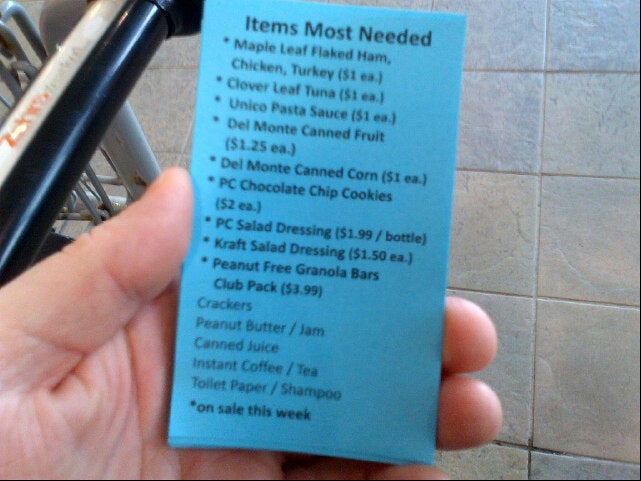 Items Most Needed
* Maple Leaf Flaked Ham,
Chicken, Turkey ($1 ea.)
* Clover Leaf Tuna ($1 ea.)
* Unico Pasta Sauce ($1 ea.)
* Del Monte Canned Fruit
($1.25 ea.)
* Del Monte Canned Corn ($1 ea.)
* PC Chocolate Chip Cookies
($2 ea.)
* PC Salad Dressing ($1.99 / bottle)
* Kraft Salad Dressing ($1.50 ea.)
* Peanut Free Granola Bars
Club Pack ($3.99)
Crackers
Peanut Butter / Jam
Canned Juice
Instant Coffee / Tea
Toilet Paper / Shampoo
*on sale this week